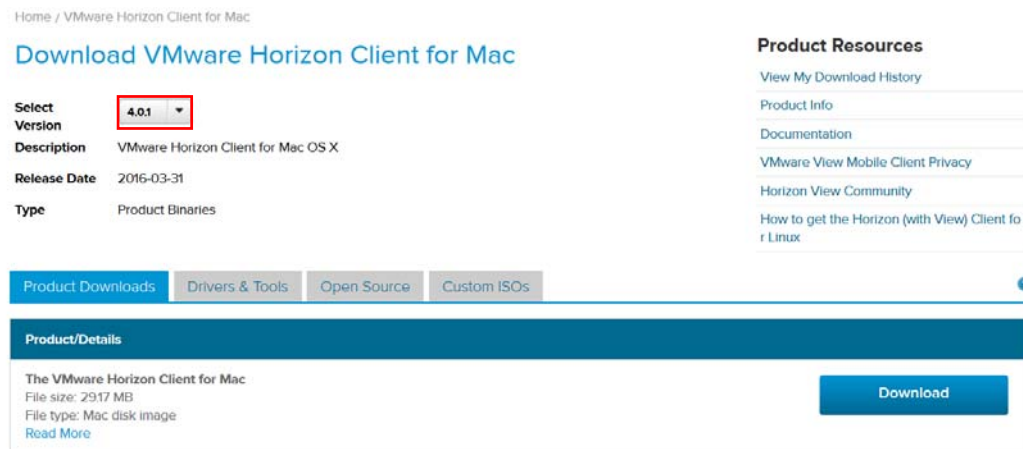 Home / VMware Horizon Client for Mac
Download VMware Horizon Client for Mac
Select
Version
4.0.1
Description VMware Horizon Client for Mac OS X
Release Date 2016-03-31
Type Product Binaries
Product Resources
View My Download History
Product Info
Documentation
VMware View Mobile Client Privacy
Horizon View Community
How to get the Horizon (with View) Client fo
r Linux
Product Downloads Drivers & Tools Open Source Custom ISOs
Product/Details
The VMware Horizon Client for Mac
File size: 29.17 MB
File type: Mac disk image
Read More
Download